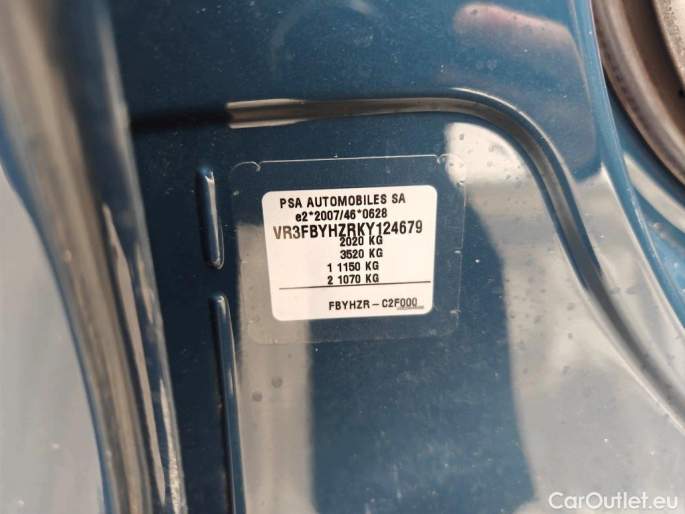 PSA AUTOMOBILES SA
e2*2007/46*0628
VR3FBYHZRKY124679
2020 KG
3520 KG
1 1150 KG
2 1070 KG
FBYHZR - C2F000
CarOutlet.eu